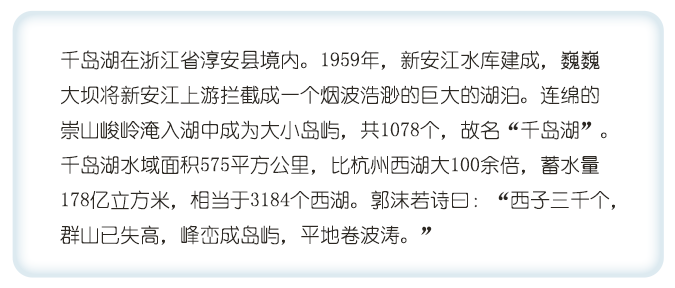 千岛湖在浙江省淳安县境内。1959年，新安江水库建成，巍巍
大坝将新安江上游拦截成一个烟波浩渺的巨大的湖泊。连绵的
崇山峻岭淹入湖中成为大小岛屿，共1078个，故名“千岛湖”。
千岛湖水域面积575平方公里，比杭州西湖大100余倍，蓄水量
178亿立方米，相当于3184个西湖。郭沫若诗曰：“西子三千个，
群山已失高，峰峦成岛屿，平地卷波涛。”